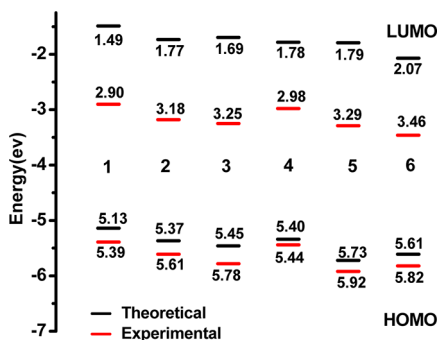 LUMO
-2
1.49 1.77 1.69 1.78 1.79 2.07
2.90 3.18 3.25 2.98 3.29 3.46
-3
Energy(ev)
-4
1 2 3 4 5 6
-5
5.13 5.37 5.45 5.40 5.73 5.61
5.39 5.61 5.78 5.44 5.92 5.82
-6
Theoretical
HOMO
Experimental
-7